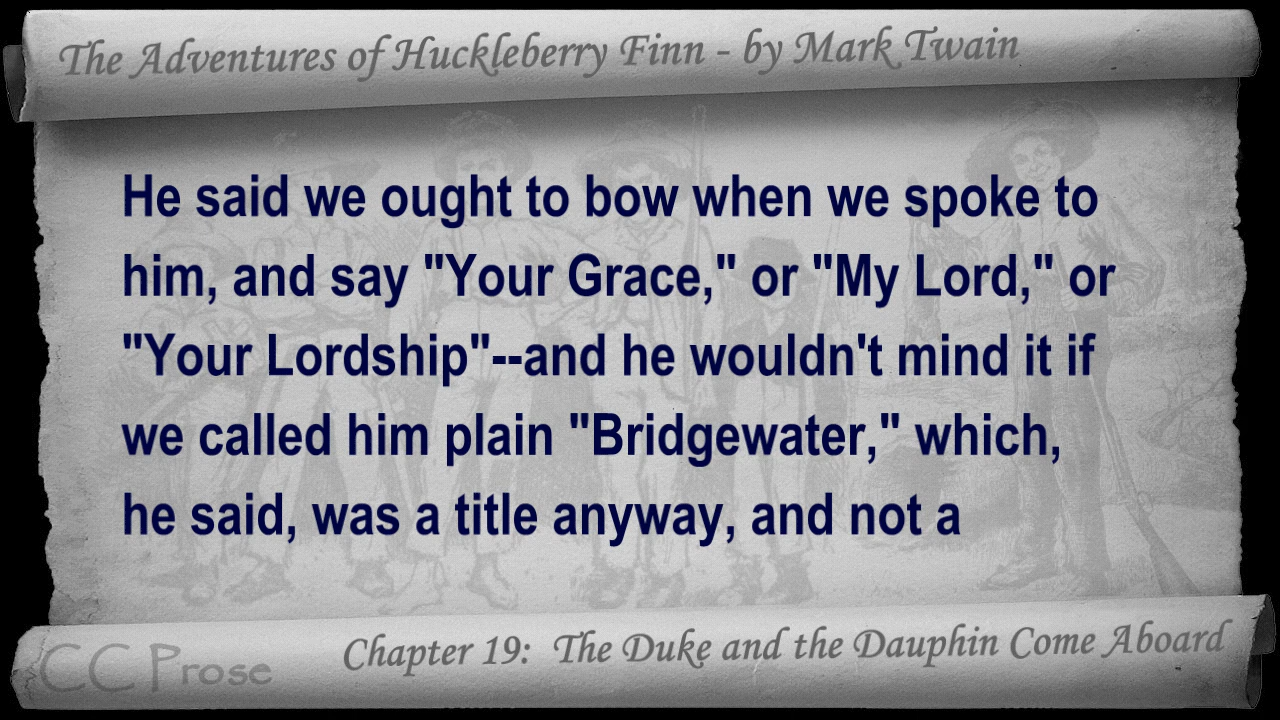 The Adventures of Huckleberry Finn - by Mark Twain
He said we ought to bow when we spoke to
him, and say "Your Grace," or "My Lord," or
"Your Lordship"--and he wouldn't mind it if
we called him plain "Bridgewater," which,
he said, was a title anyway, and not a
CC Prose
Chapter 19: The Duke and the Dauphin Come Aboard